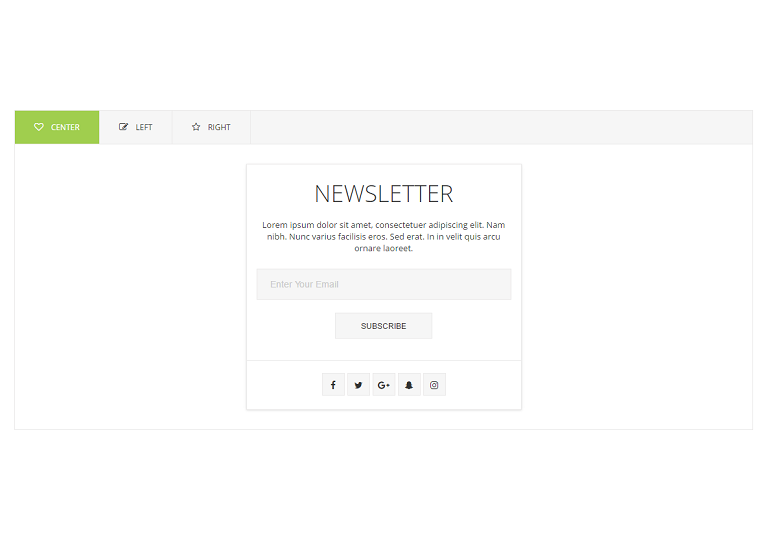 CENTER LEFT RIGHT
NEWSLETTER
Lorem ipsum dolor sit amet, consectetuer adipiscing elit. Nam
nibh. Nunc varius facilisis eros. Sed erat. In in velit quis arcu
ornare laoreet.
Enter Your Email
SUBSCRIBE